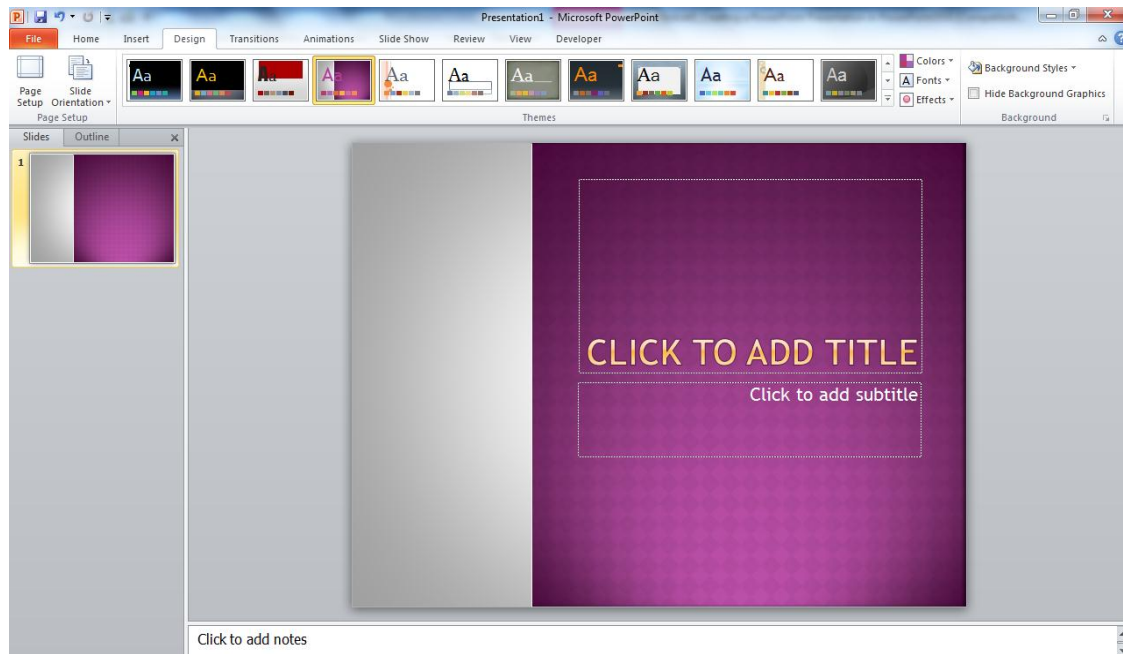 Presentation1 - Microsoft PowerPoint
File Home Insert Design Transitions Animations Slide Show Review View Developer
Page Setup
Slide Orientation
Aa Aa Aa Aa Aa Aa Aa Aa Aa Aa Aa Aa
Colors
Fonts
Effects
Background Styles
Hide Background Graphics
Page Setup
Themes
Background
Slides Outline
1
CLICK TO ADD TITLE
Click to add subtitle
Click to add notes